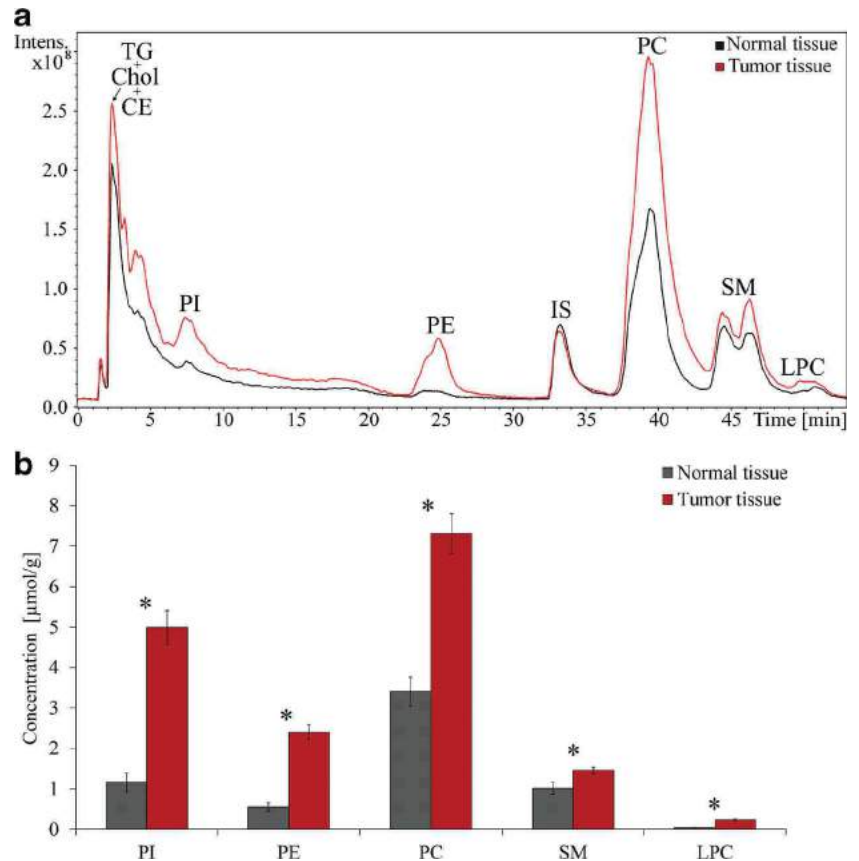 a
Intens.
x10⁸
TG
+
Chol
+
CE
PI
PE
IS
PC
SM
LPC
Normal tissue
Tumor tissue
2.5
2.0
1.5
1.0
0.5
0.0
0 5 10 15 20 25 30 35 40 45 Time [min]
b
Normal tissue
Tumor tissue
Concentration [µmol/g]
9
8
7
6
5
4
3
2
1
0
* * * * *
PI PE PC SM LPC